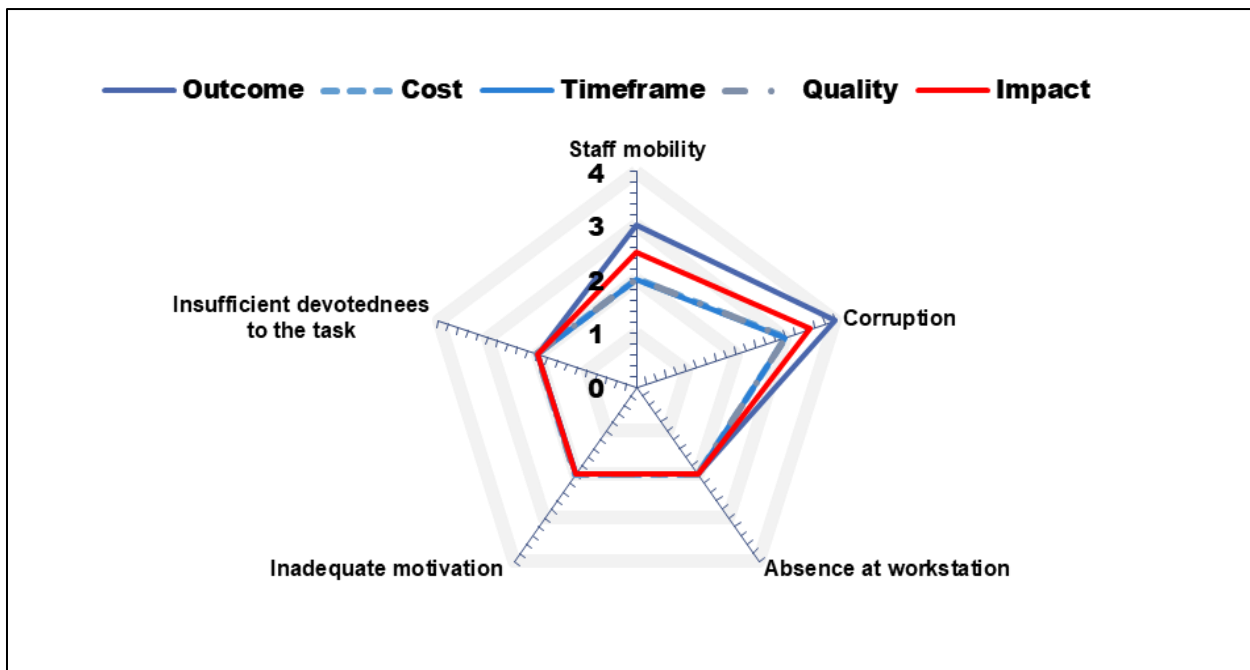 Outcome Cost Timeframe Quality Impact
Staff mobility
4
3
2
1
0
Corruption
Insufficient devotednees
to the task
Inadequate motivation
Absence at workstation